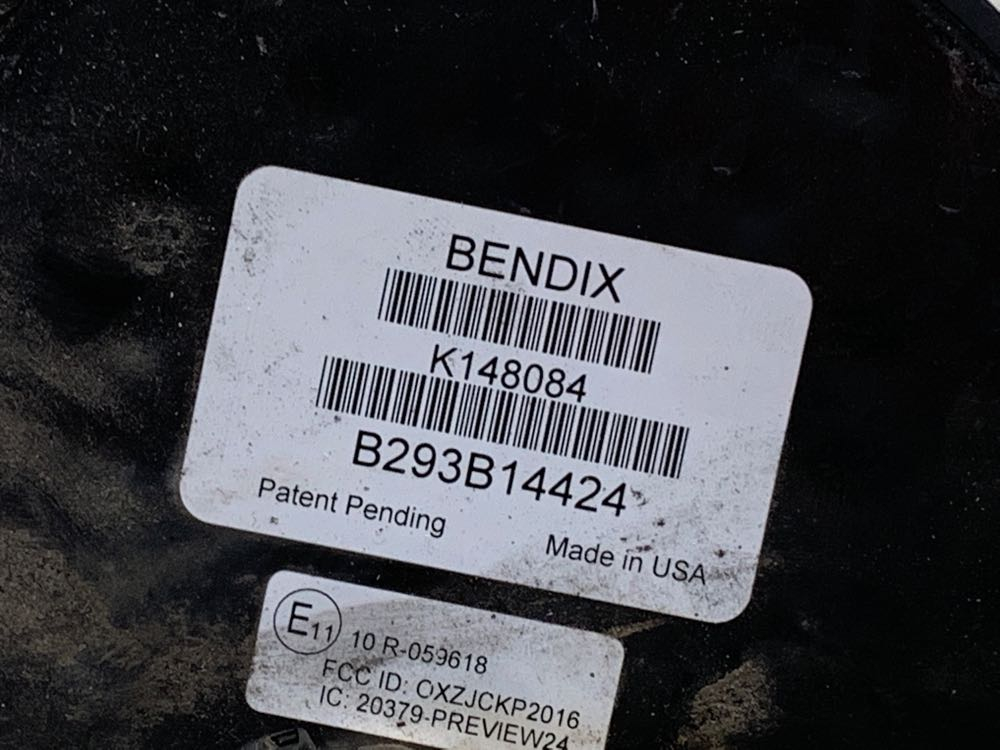 BENDIX
K148084
B293B14424
Patent Pending
Made in USA
E11
10 R-059618
FCC ID: OXZJCKP2016
IC: 20379-PREVIEW24